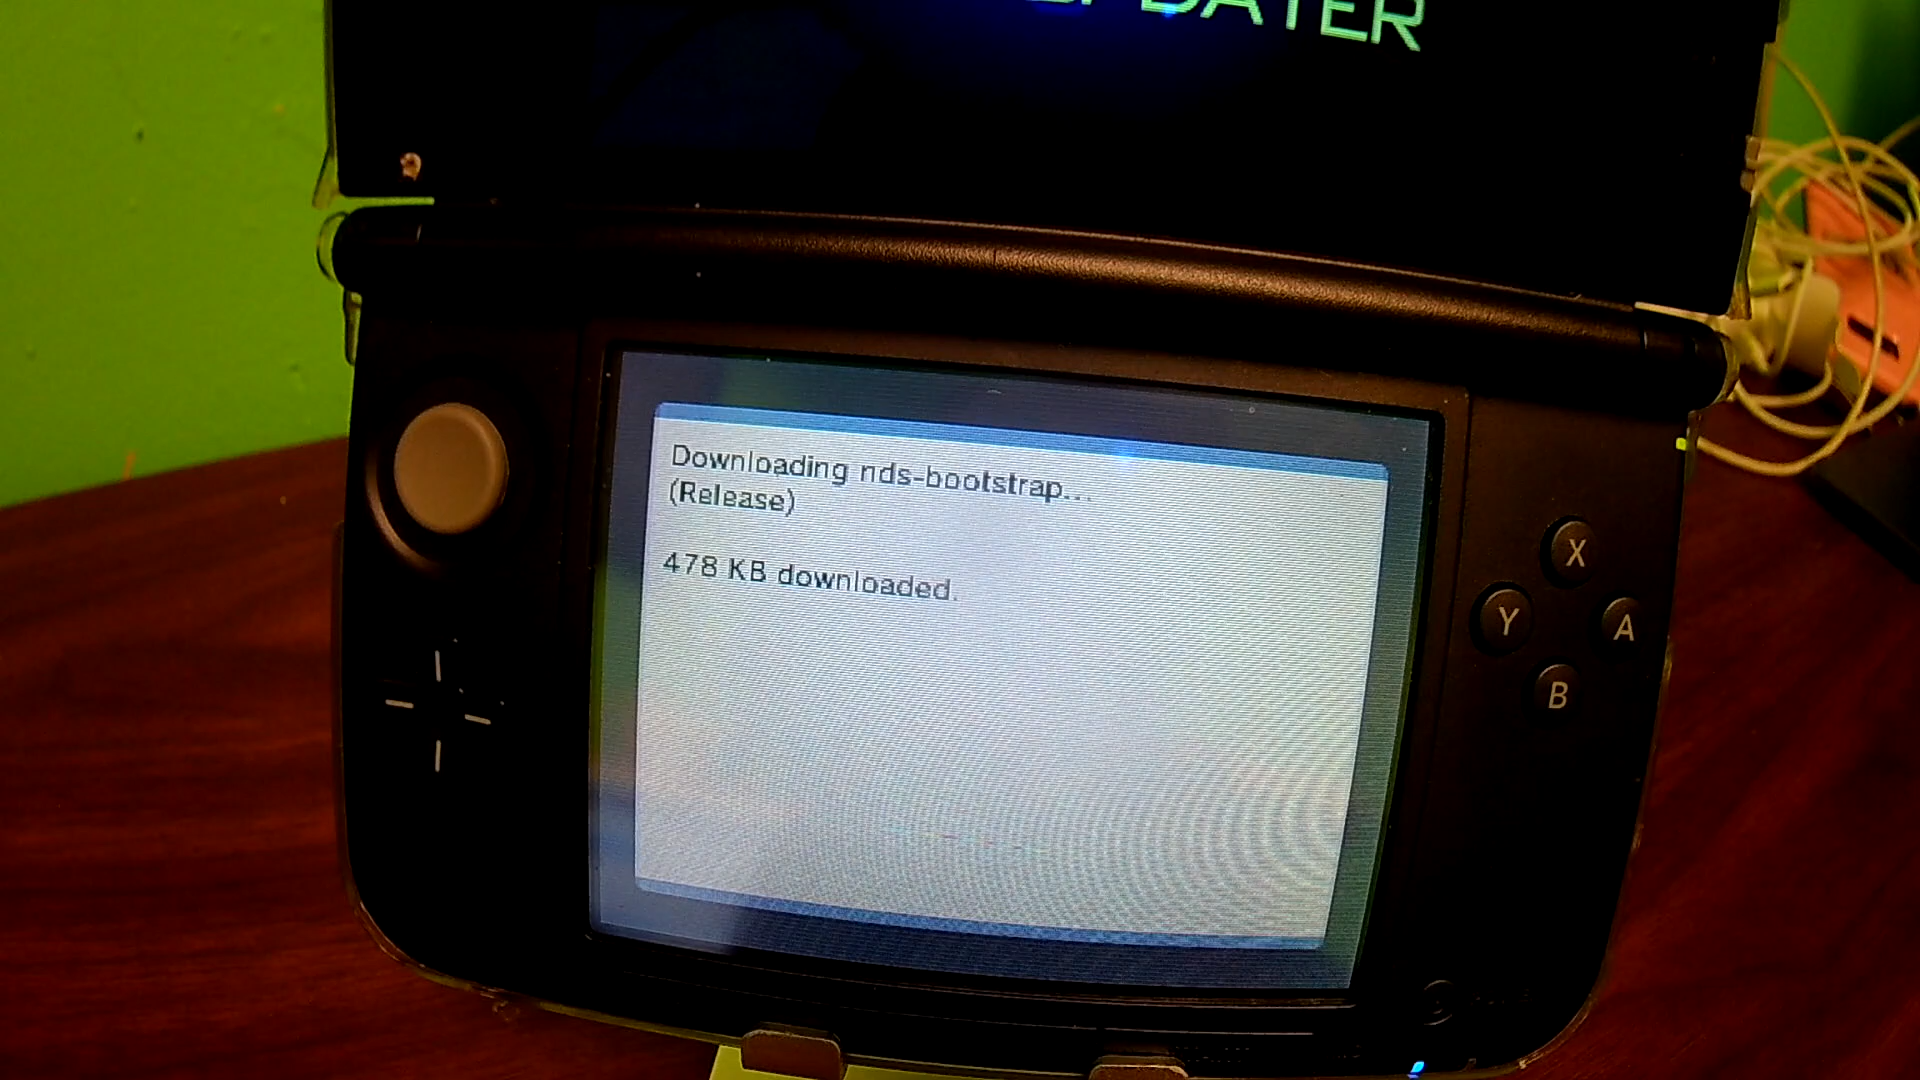 Downloading nds-bootstrap...
(Release)
478 KB downloaded.
X
Y
A
B